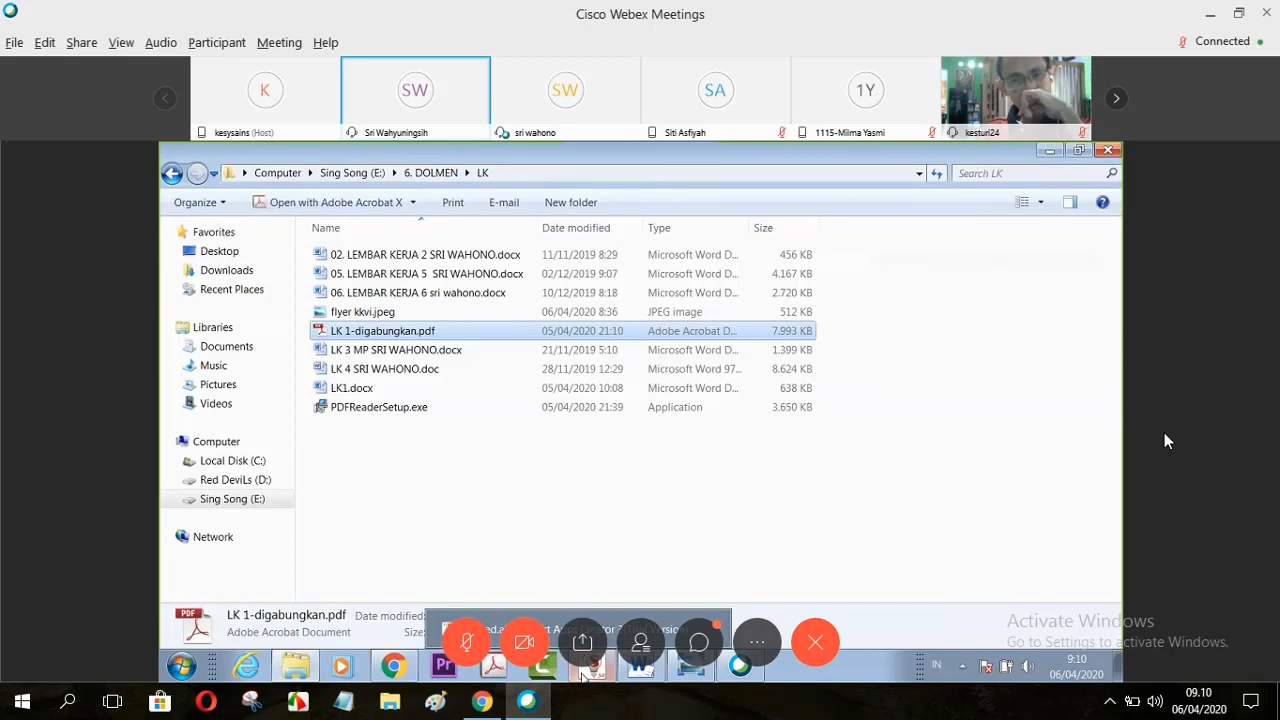 Cisco Webex Meetings
File Edit Share View Audio Participant Meeting Help
Connected
K SW SW SA 1Y
kesysains (Host) Sri Wahyuningsih sri wahono Siti Asfiyah 1115-Milma Yasmi kesturi24
Computer Sing Song (E:) 6. DOLMEN LK Search LK
Organize Open with Adobe Acrobat X Print E-mail New folder
Name Date modified Type Size
Favorites
Desktop
Downloads
Recent Places
Libraries
Documents
Music
Pictures
Videos
Computer
Local Disk (C:)
Red DeviLs (D:)
Sing Song (E:)
Network
02. LEMBAR KERJA 2 SRI WAHONO.docx 11/11/2019 8:29 Microsoft Word D... 456 KB
05. LEMBAR KERJA 5 SRI WAHONO.docx 02/12/2019 9:07 Microsoft Word D... 4.167 KB
06. LEMBAR KERJA 6 sri wahono.docx 10/12/2019 8:18 Microsoft Word D... 2.720 KB
flyer kkvi.jpeg 06/04/2020 8:36 JPEG image 512 KB
LK 1-digabungkan.pdf 05/04/2020 21:10 Adobe Acrobat D... 7.993 KB
LK 3 MP SRI WAHONO.docx 21/11/2019 5:10 Microsoft Word D... 1.399 KB
LK 4 SRI WAHONO.doc 28/11/2019 12:29 Microsoft Word 97... 8.624 KB
LK1.docx 05/04/2020 10:08 Microsoft Word D... 638 KB
PDFReaderSetup.exe 05/04/2020 21:39 Application 3.650 KB
PDF
LK 1-digabungkan.pdf Date modified:
Adobe Acrobat Document Size:
Activate Windows
Go to Settings to activate Windows.
Pr
IN 9:10
06/04/2020
09.10
06/04/2020